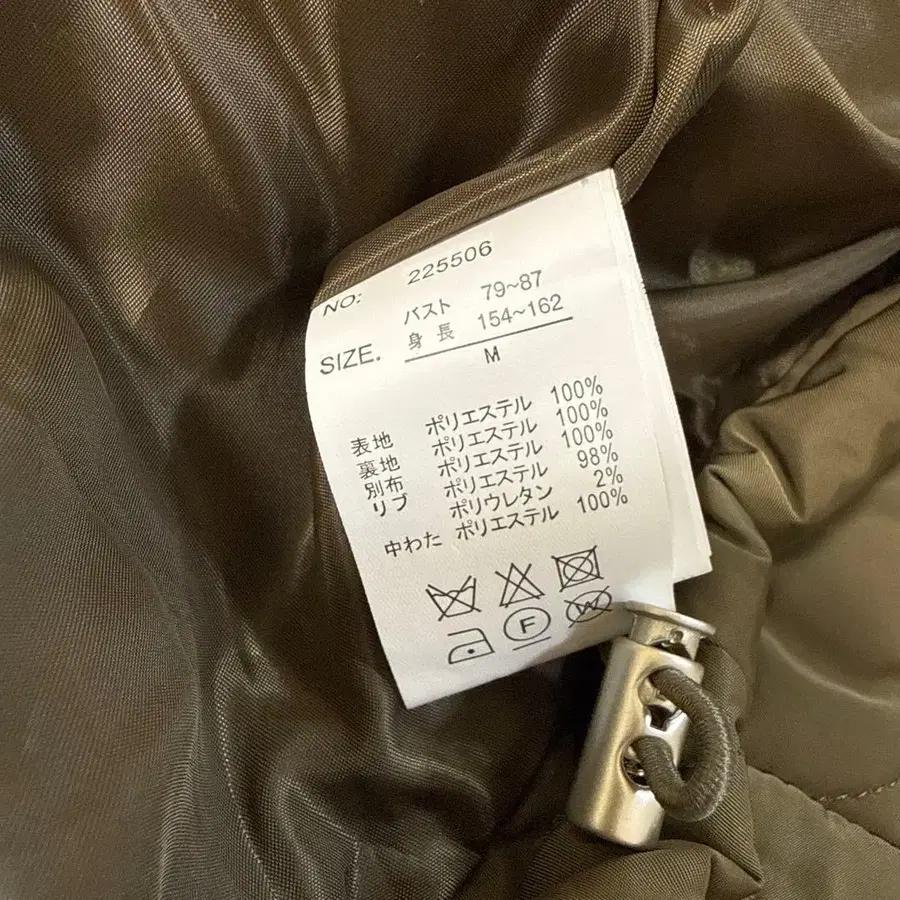 NO: 225506
バスト 79~87
SIZE. 身長 154~162
M
表地 ポリエステル 100%
裏地 ポリエステル 100%
別布 ポリエステル 100%
リブ ポリエステル 98%
ポリウレタン 2%
中わた ポリエステル 100%
F W